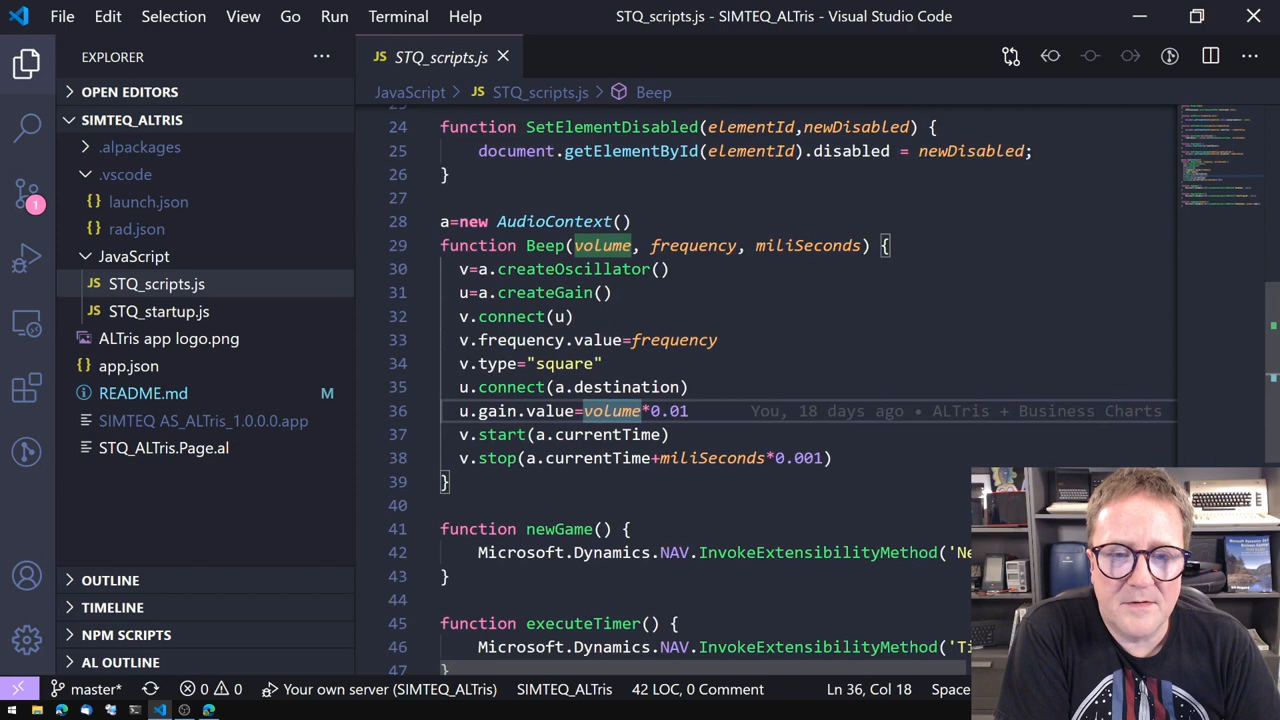 File Edit Selection View Go Run Terminal Help STQ_scripts.js - SIMTEQ_ALTris - Visual Studio Code
EXPLORER
OPEN EDITORS
SIMTEQ_ALTRIS
.alpackages
.vscode
launch.json
rad.json
JavaScript
JS STQ_scripts.js
JS STQ_startup.js
ALTris app logo.png
{} app.json
README.md M
SIMTEQ AS_ALTris_1.0.0.0.app
STQ_ALTris.Page.al
OUTLINE
TIMELINE
NPM SCRIPTS
AL OUTLINE
1
JS STQ_scripts.js
JavaScript > JS STQ_scripts.js > Beep
24 function SetElementDisabled(elementId,newDisabled) {
25 document.getElementById(elementId).disabled = newDisabled;
26 }
27
28 a=new AudioContext()
29 function Beep(volume, frequency, miliSeconds) {
30 v=a.createOscillator()
31 u=a.createGain()
32 v.connect(u)
33 v.frequency.value=frequency
34 v.type="square"
35 u.connect(a.destination)
36 u.gain.value=volume*0.01 You, 18 days ago • ALTris + Business Charts
37 v.start(a.currentTime)
38 v.stop(a.currentTime+miliSeconds*0.001)
39 }
40
41 function newGame() {
42 Microsoft.Dynamics.NAV.InvokeExtensibilityMethod('Ne
43 }
44
45 function executeTimer() {
46 Microsoft.Dynamics.NAV.InvokeExtensibilityMethod('Ti
47 }
master* 0 0 Your own server (SIMTEQ_ALTris) SIMTEQ_ALTris 42 LOC, 0 Comment Ln 36, Col 18 Space